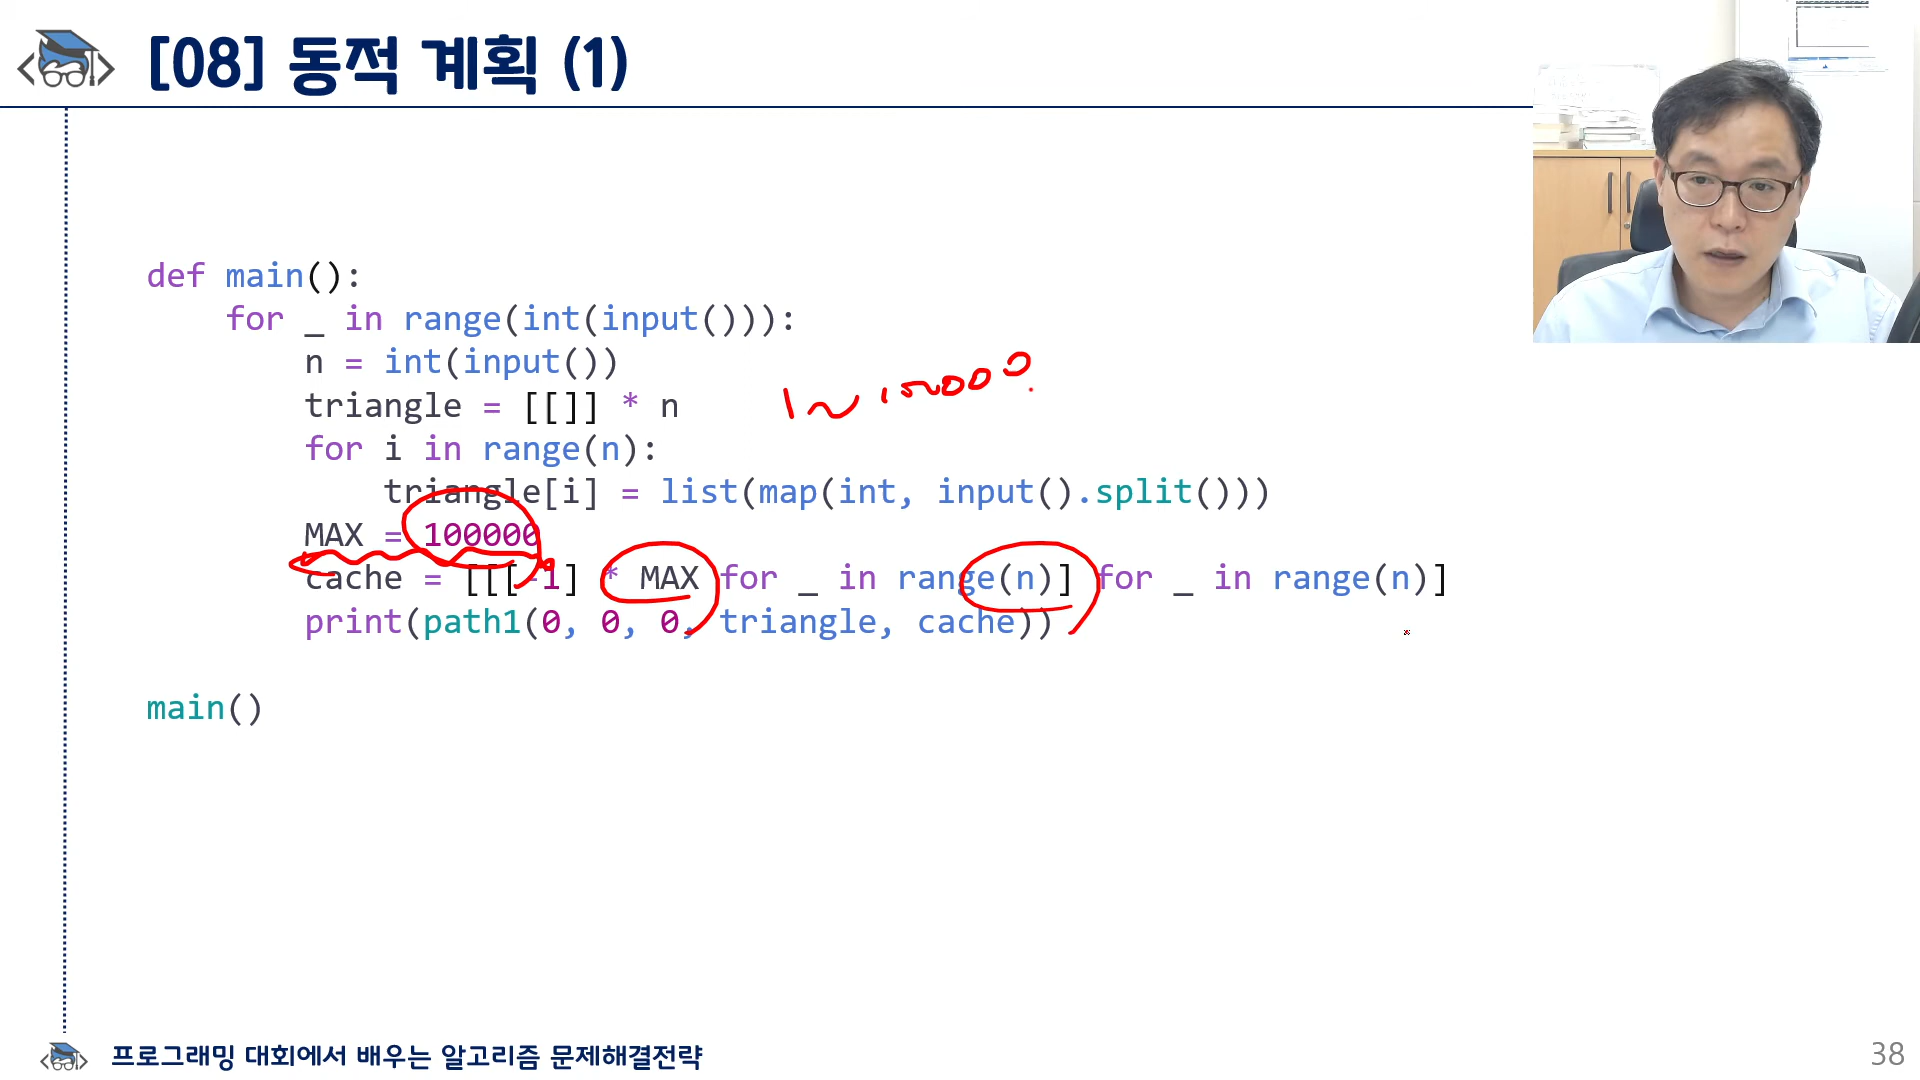 [08] 동적 계획 (1)
def main():
    for _ in range(int(input())):
        n = int(input())
        triangle = [[]] * n
        for i in range(n):
            triangle[i] = list(map(int, input().split()))
        MAX = 100000
        cache = [[[-1] * MAX for _ in range(n)] for _ in range(n)]
        print(path1(0, 0, 0, triangle, cache))
main()
프로그래밍 대회에서 배우는 알고리즘 문제해결전략
38